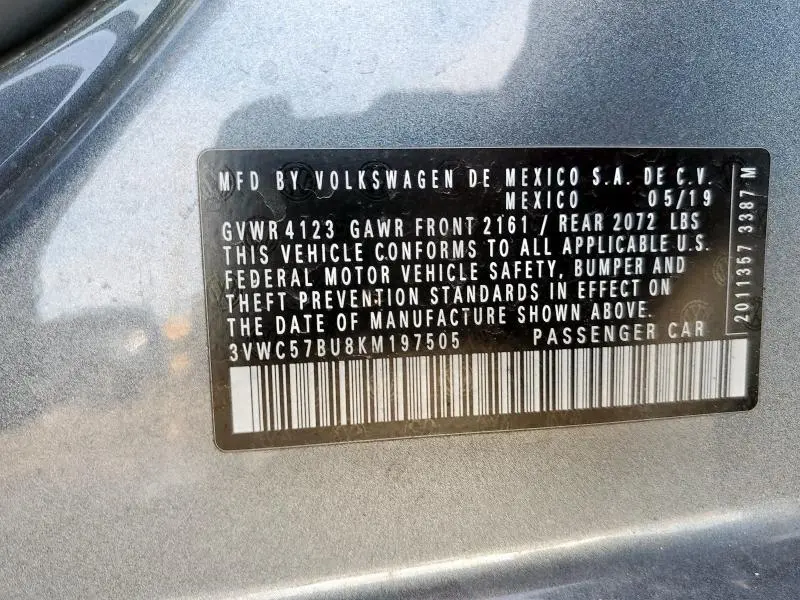 MFD BY VOLKSWAGEN DE MEXICO S.A. DE C.V.
MEXICO 05/19
GVWR 4123 GAWR FRONT 2161 / REAR 2072 LBS
THIS VEHICLE CONFORMS TO ALL APPLICABLE U.S.
FEDERAL MOTOR VEHICLE SAFETY, BUMPER AND
THEFT PREVENTION STANDARDS IN EFFECT ON
THE DATE OF MANUFACTURE SHOWN ABOVE.
3VWC57BU8KM197505 PASSENGER CAR
2011357 3387 M